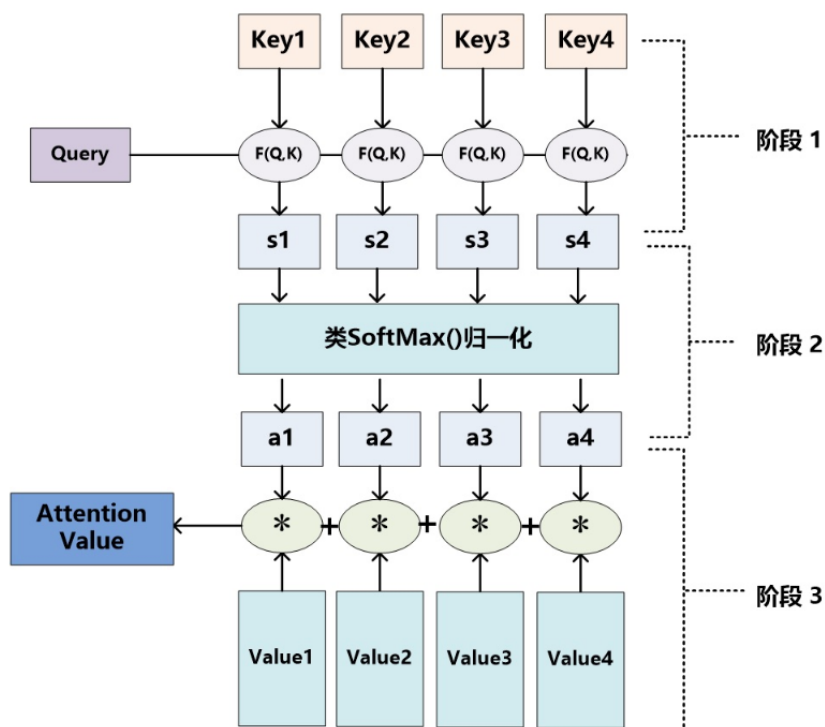 Key1 Key2 Key3 Key4
阶段 1
Query F(Q,K) F(Q,K) F(Q,K) F(Q,K)
s1 s2 s3 s4
类SoftMax()归一化
阶段 2
a1 a2 a3 a4
Attention
Value
* + * + * + *
阶段 3
Value1 Value2 Value3 Value4